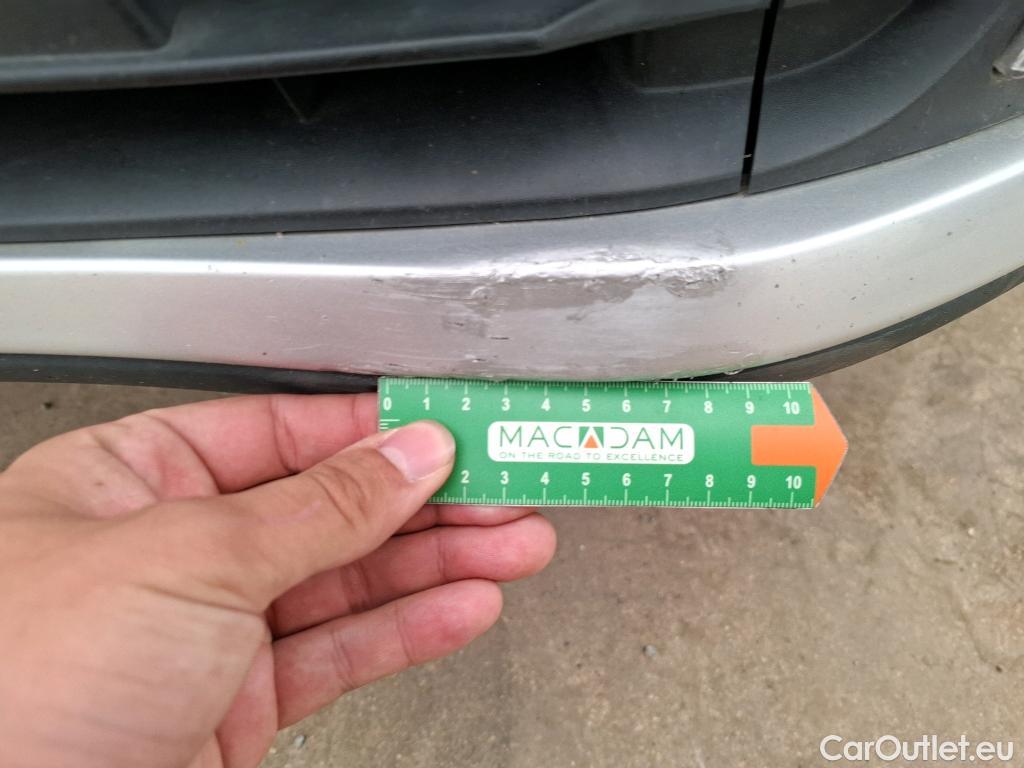 0 1 2 3 4 5 6 7 8 9 10
MACADAM
ON THE ROAD TO EXCELLENCE
2 3 4 5 6 7 8 9 10
CarOutlet.eu